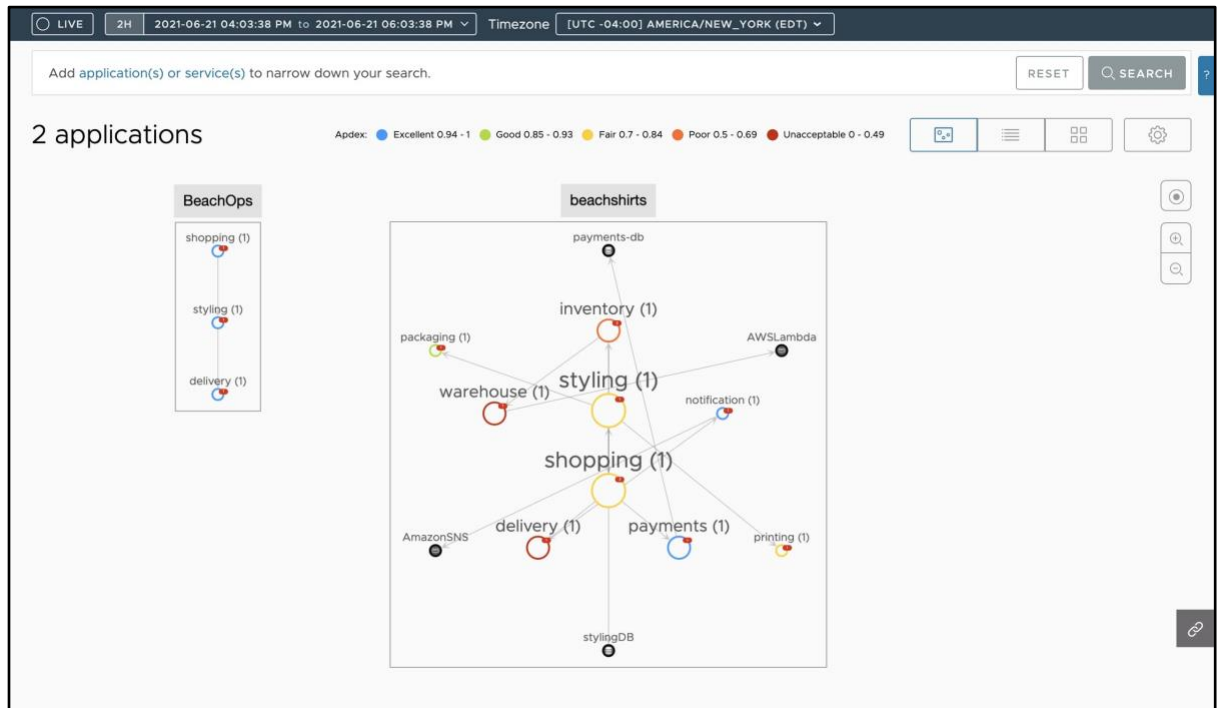 LIVE 2H 2021-06-21 04:03:38 PM to 2021-06-21 06:03:38 PM Timezone [UTC -04:00] AMERICA/NEW_YORK (EDT)
Add application(s) or service(s) to narrow down your search. RESET SEARCH ?
2 applications Apdex: Excellent 0.94 - 1 Good 0.85 - 0.93 Fair 0.7 - 0.84 Poor 0.5 - 0.69 Unacceptable 0 - 0.49
BeachOps
shopping (1)
styling (1)
delivery (1)
beachshirts
payments-db
inventory (1)
packaging (1)
AWSLambda
styling (1)
warehouse (1)
notification (1)
shopping (1)
delivery (1)
payments (1)
AmazonSNS
printing (1)
stylingDB